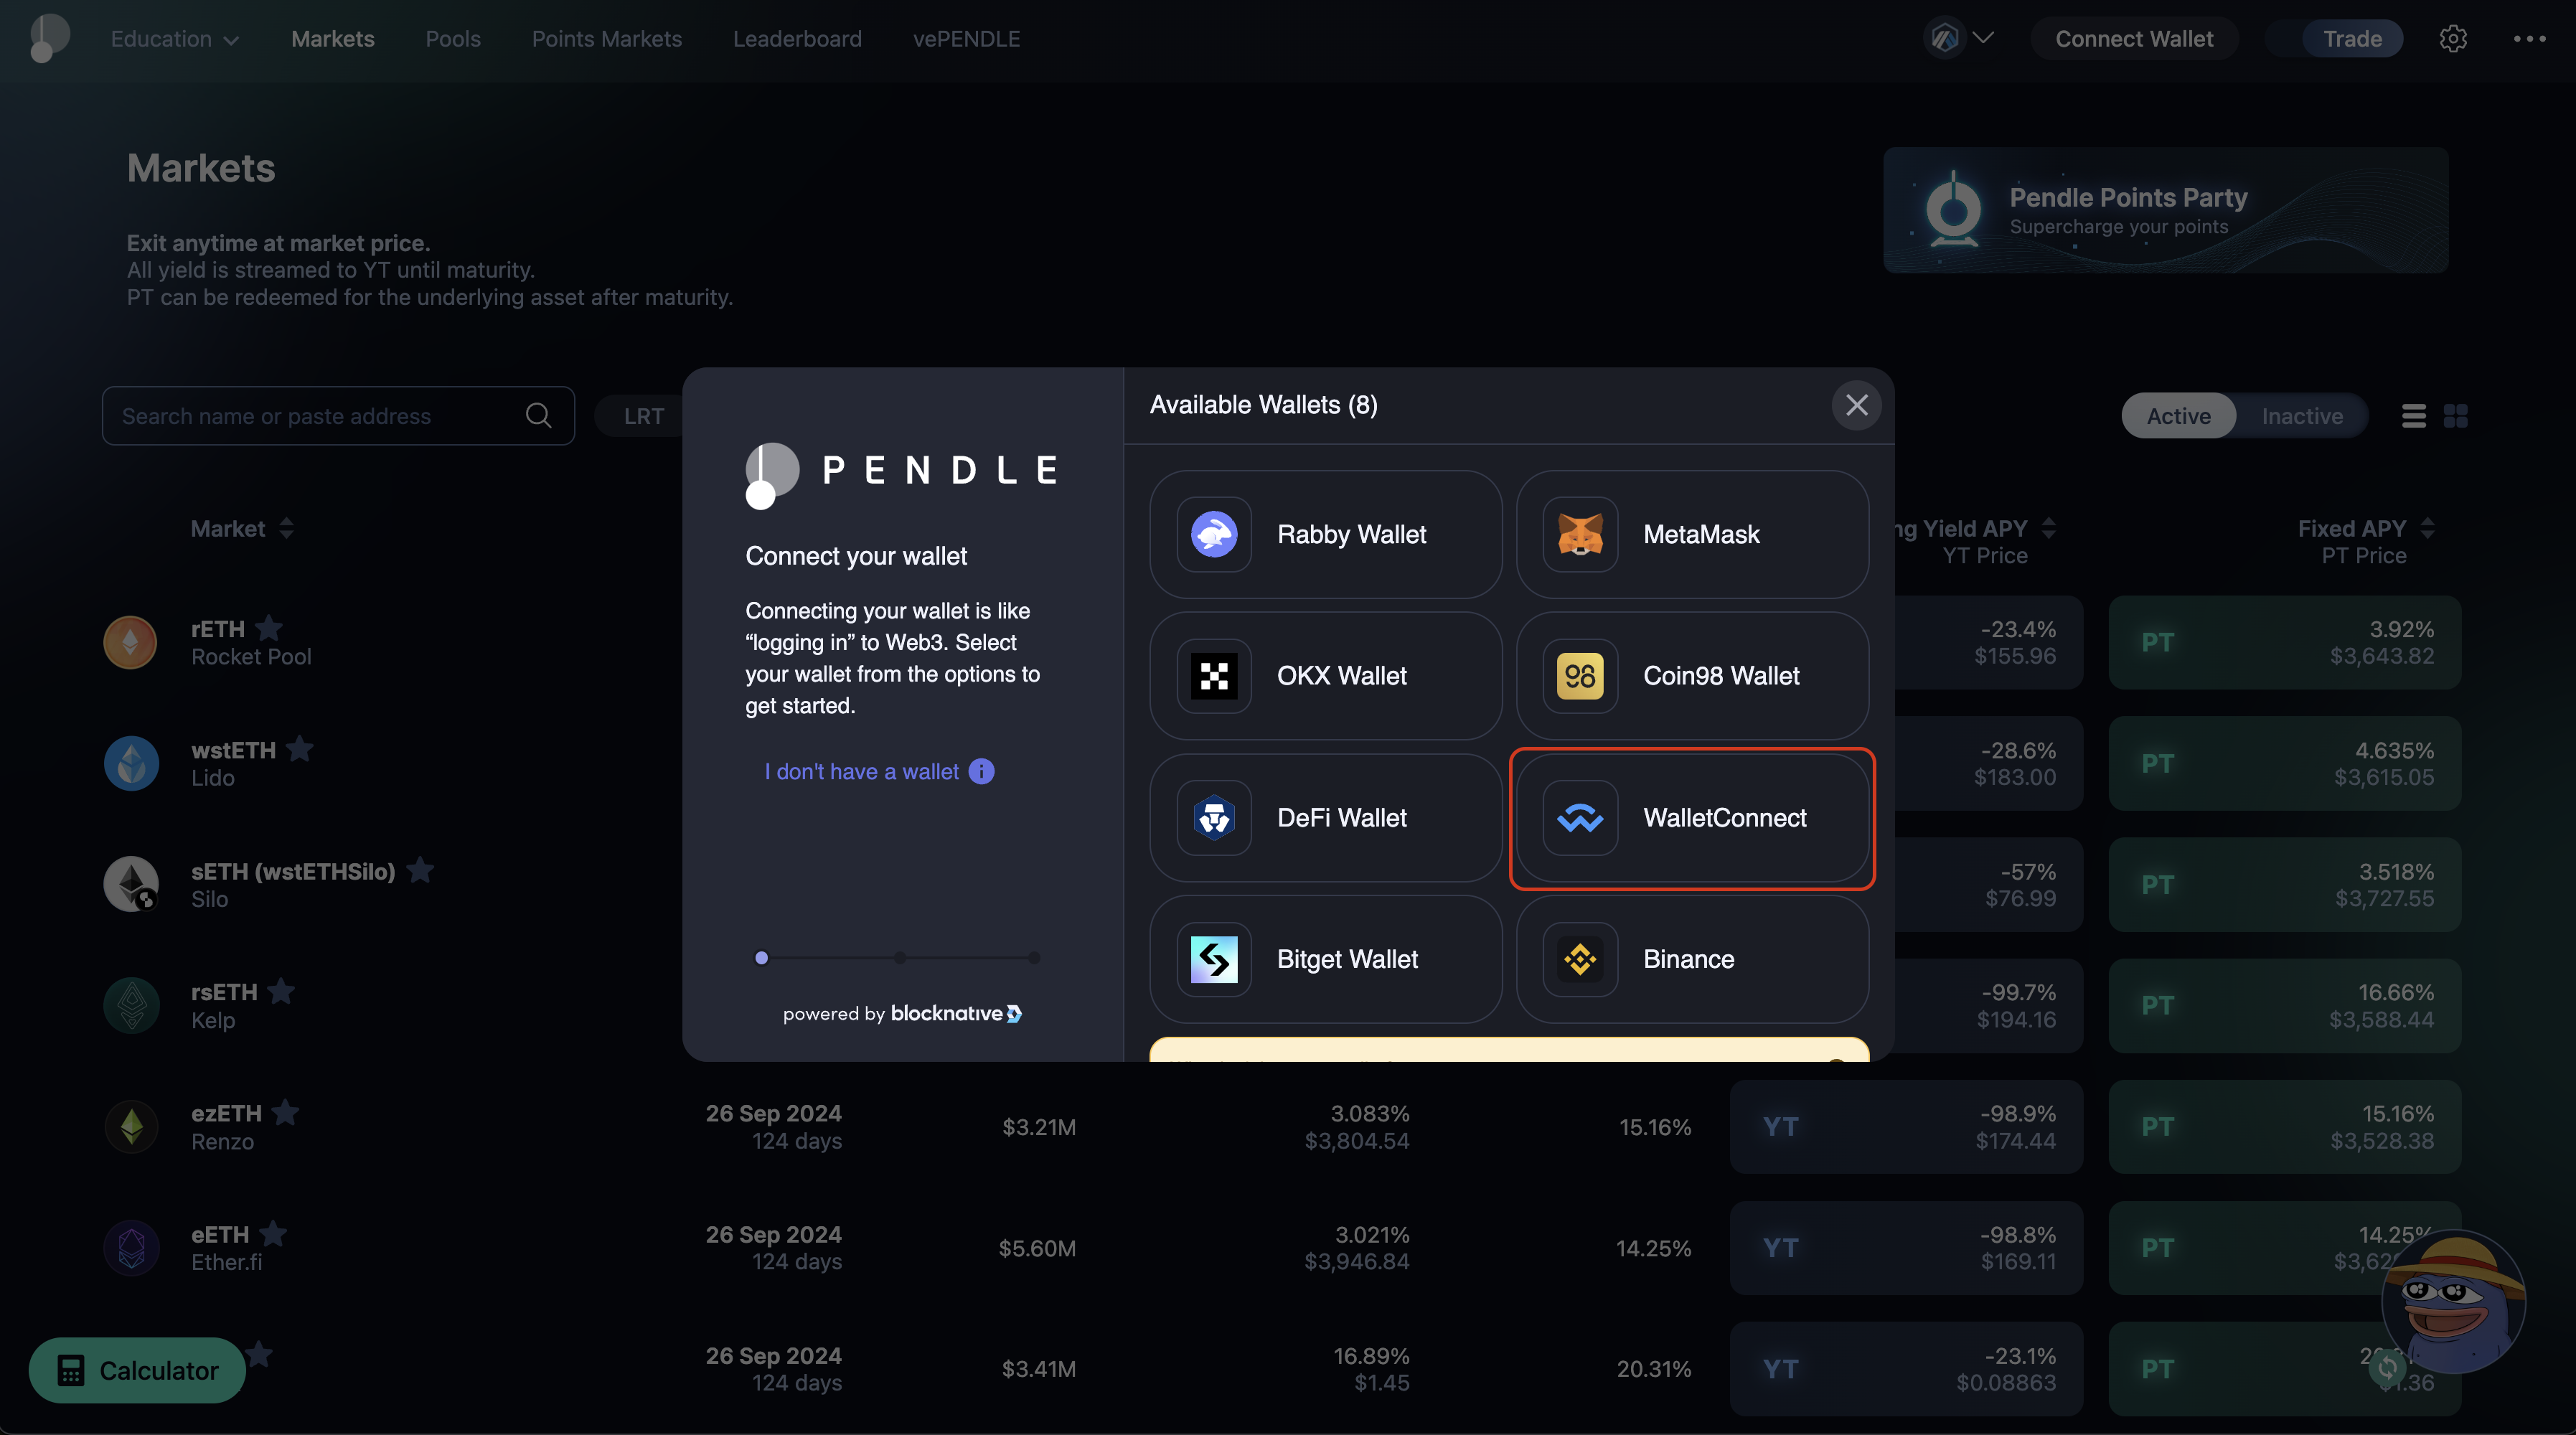 Education
Markets
Pools
Points Markets
Leaderboard
vePENDLE
Connect Wallet
Trade
Markets
Exit anytime at market price.
All yield is streamed to YT until maturity.
PT can be redeemed for the underlying asset after maturity.
Pendle Points Party
Supercharge your points
Search name or paste address
LRT
Active
Inactive
Market
ng Yield APY
YT Price
Fixed APY
PT Price
PENDLE
Connect your wallet
Connecting your wallet is like
“logging in” to Web3. Select
your wallet from the options to
get started.
I don't have a wallet
powered by blocknative
Available Wallets (8)
Rabby Wallet
MetaMask
OKX Wallet
Coin98 Wallet
DeFi Wallet
WalletConnect
Bitget Wallet
Binance
rETH
Rocket Pool
-23.4%
$155.96
PT
3.92%
$3,643.82
wstETH
Lido
-28.6%
$183.00
PT
4.635%
$3,615.05
sETH (wstETHSilo)
Silo
-57%
$76.99
PT
3.518%
$3,727.55
rsETH
Kelp
-99.7%
$194.16
PT
16.66%
$3,588.44
ezETH
Renzo
26 Sep 2024
124 days
$3.21M
3.083%
$3,804.54
15.16%
YT
-98.9%
$174.44
PT
15.16%
$3,528.38
eETH
Ether.fi
26 Sep 2024
124 days
$5.60M
3.021%
$3,946.84
14.25%
YT
-98.8%
$169.11
PT
14.25%
$3,62
Calculator
26 Sep 2024
124 days
$3.41M
16.89%
$1.45
20.31%
YT
-23.1%
$0.08863
PT